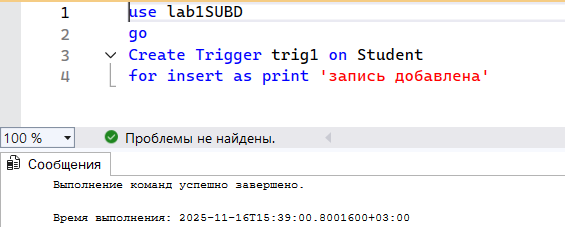 1 use lab1SUBD
2 go
3 Create Trigger trig1 on Student
4 for insert as print 'запись добавлена'
100 % Проблемы не найдены.
Сообщения
Выполнение команд успешно завершено.
Время выполнения: 2025-11-16T15:39:00.8001600+03:00